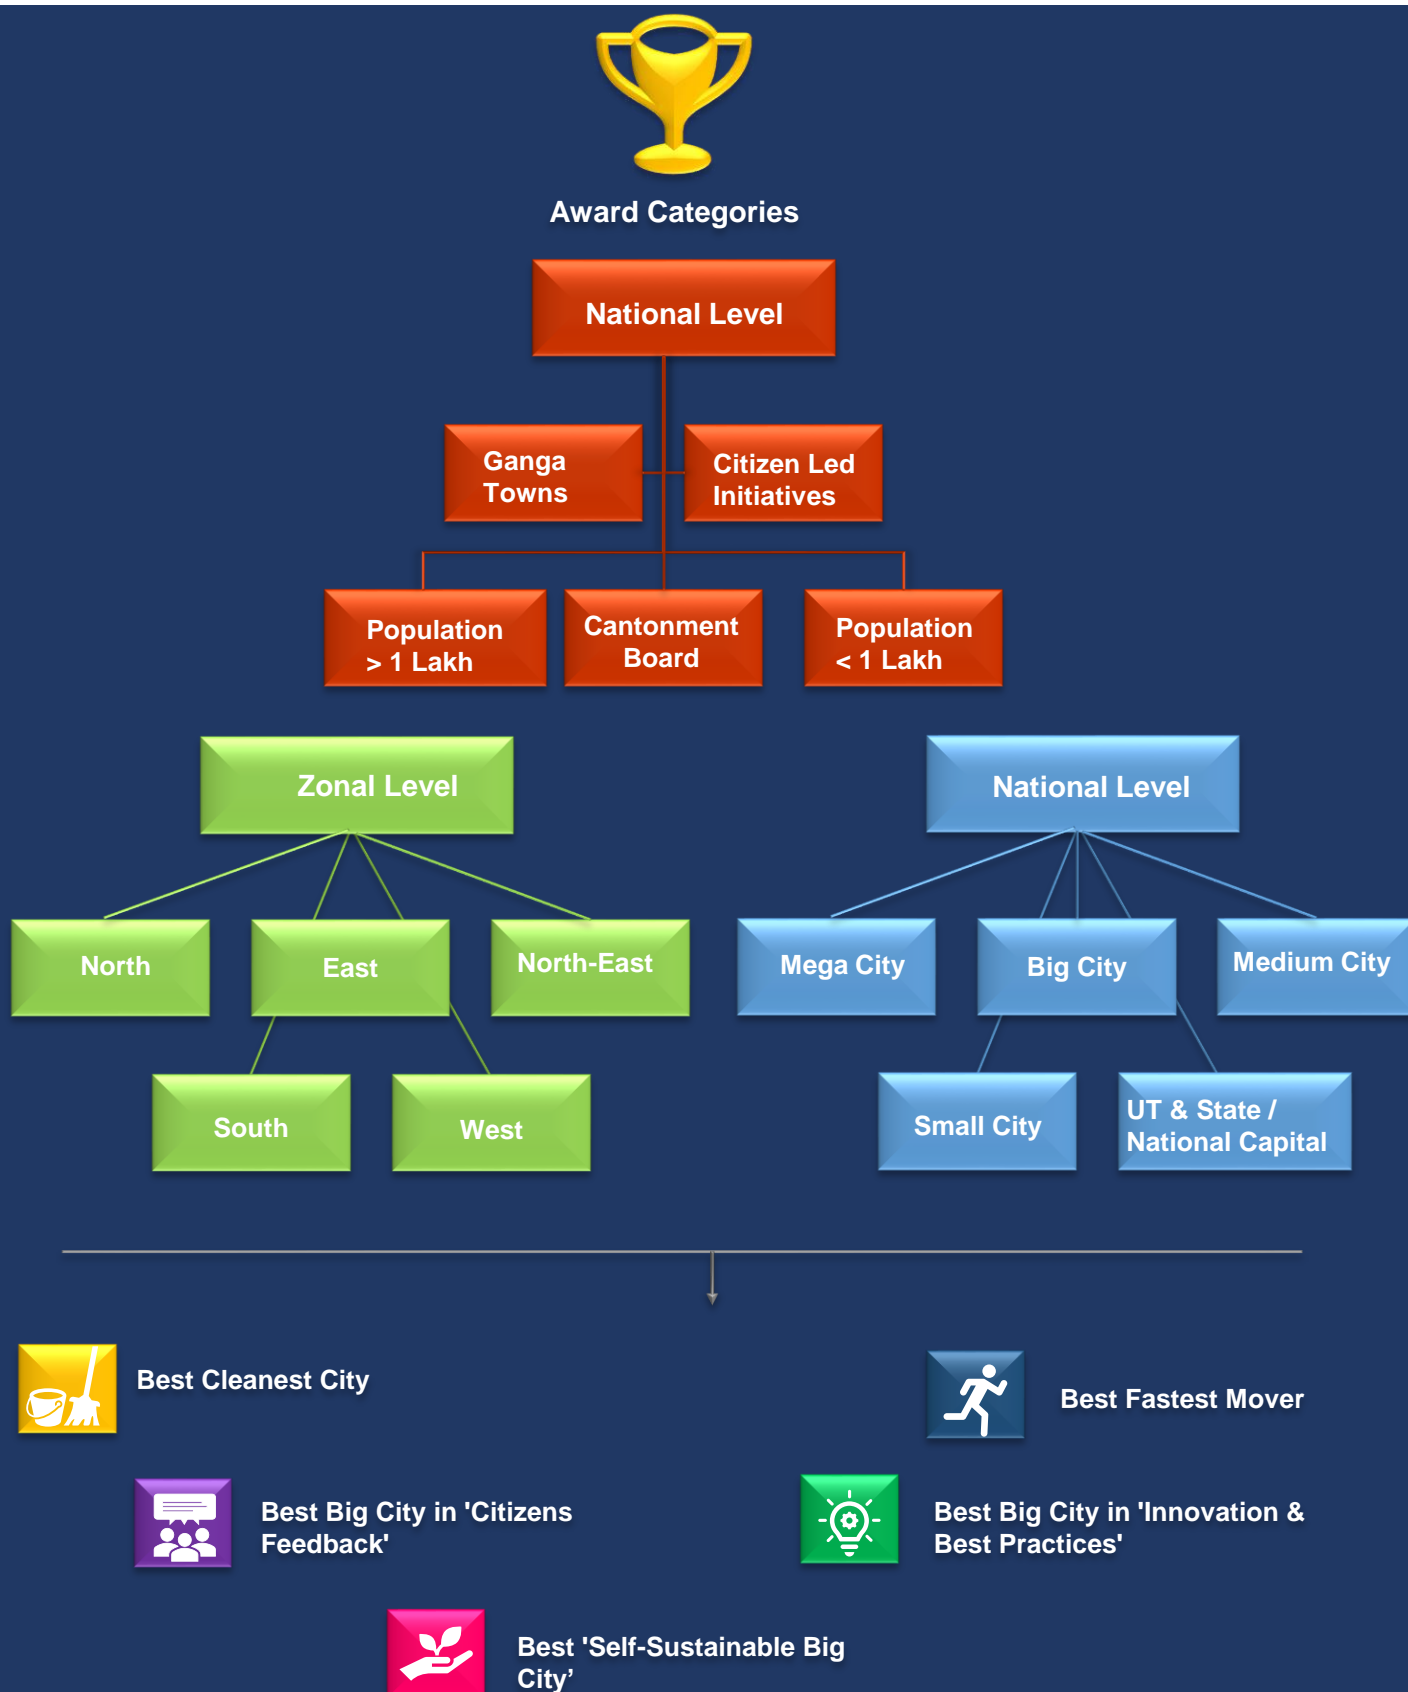 Award Categories
National Level
Ganga
Towns
Citizen Led
Initiatives
Population
> 1 Lakh
Cantonment
Board
Population
< 1 Lakh
Zonal Level
National Level
North
East
North-East
Mega City
Big City
Medium City
South
West
Small City
UT & State /
National Capital
Best Cleanest City
Best Fastest Mover
Best Big City in 'Citizens
Feedback'
Best Big City in 'Innovation &
Best Practices'
Best 'Self-Sustainable Big
City’